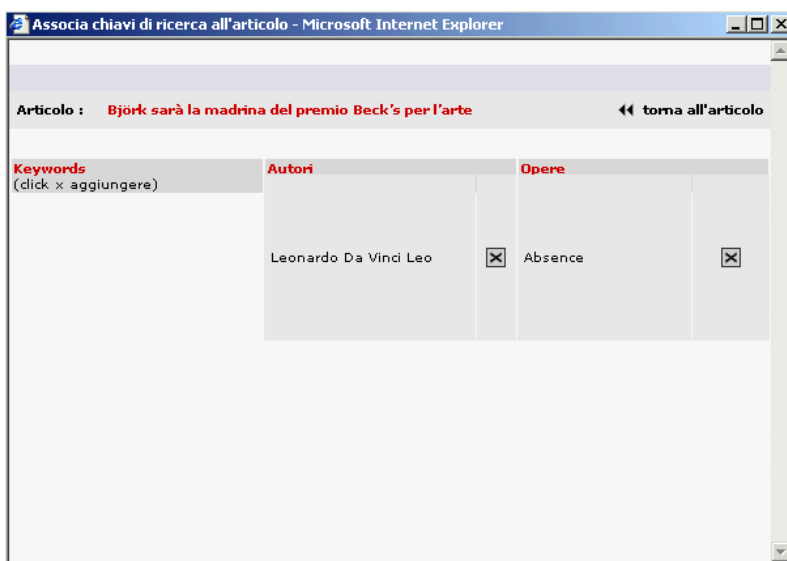 Associa chiavi di ricerca all'articolo - Microsoft Internet Explorer
Articolo : Björk sarà la madrina del premio Beck's per l'arte torna all'articolo
Keywords Autori Opere
(click x aggiungere)
Leonardo Da Vinci Leo Absence